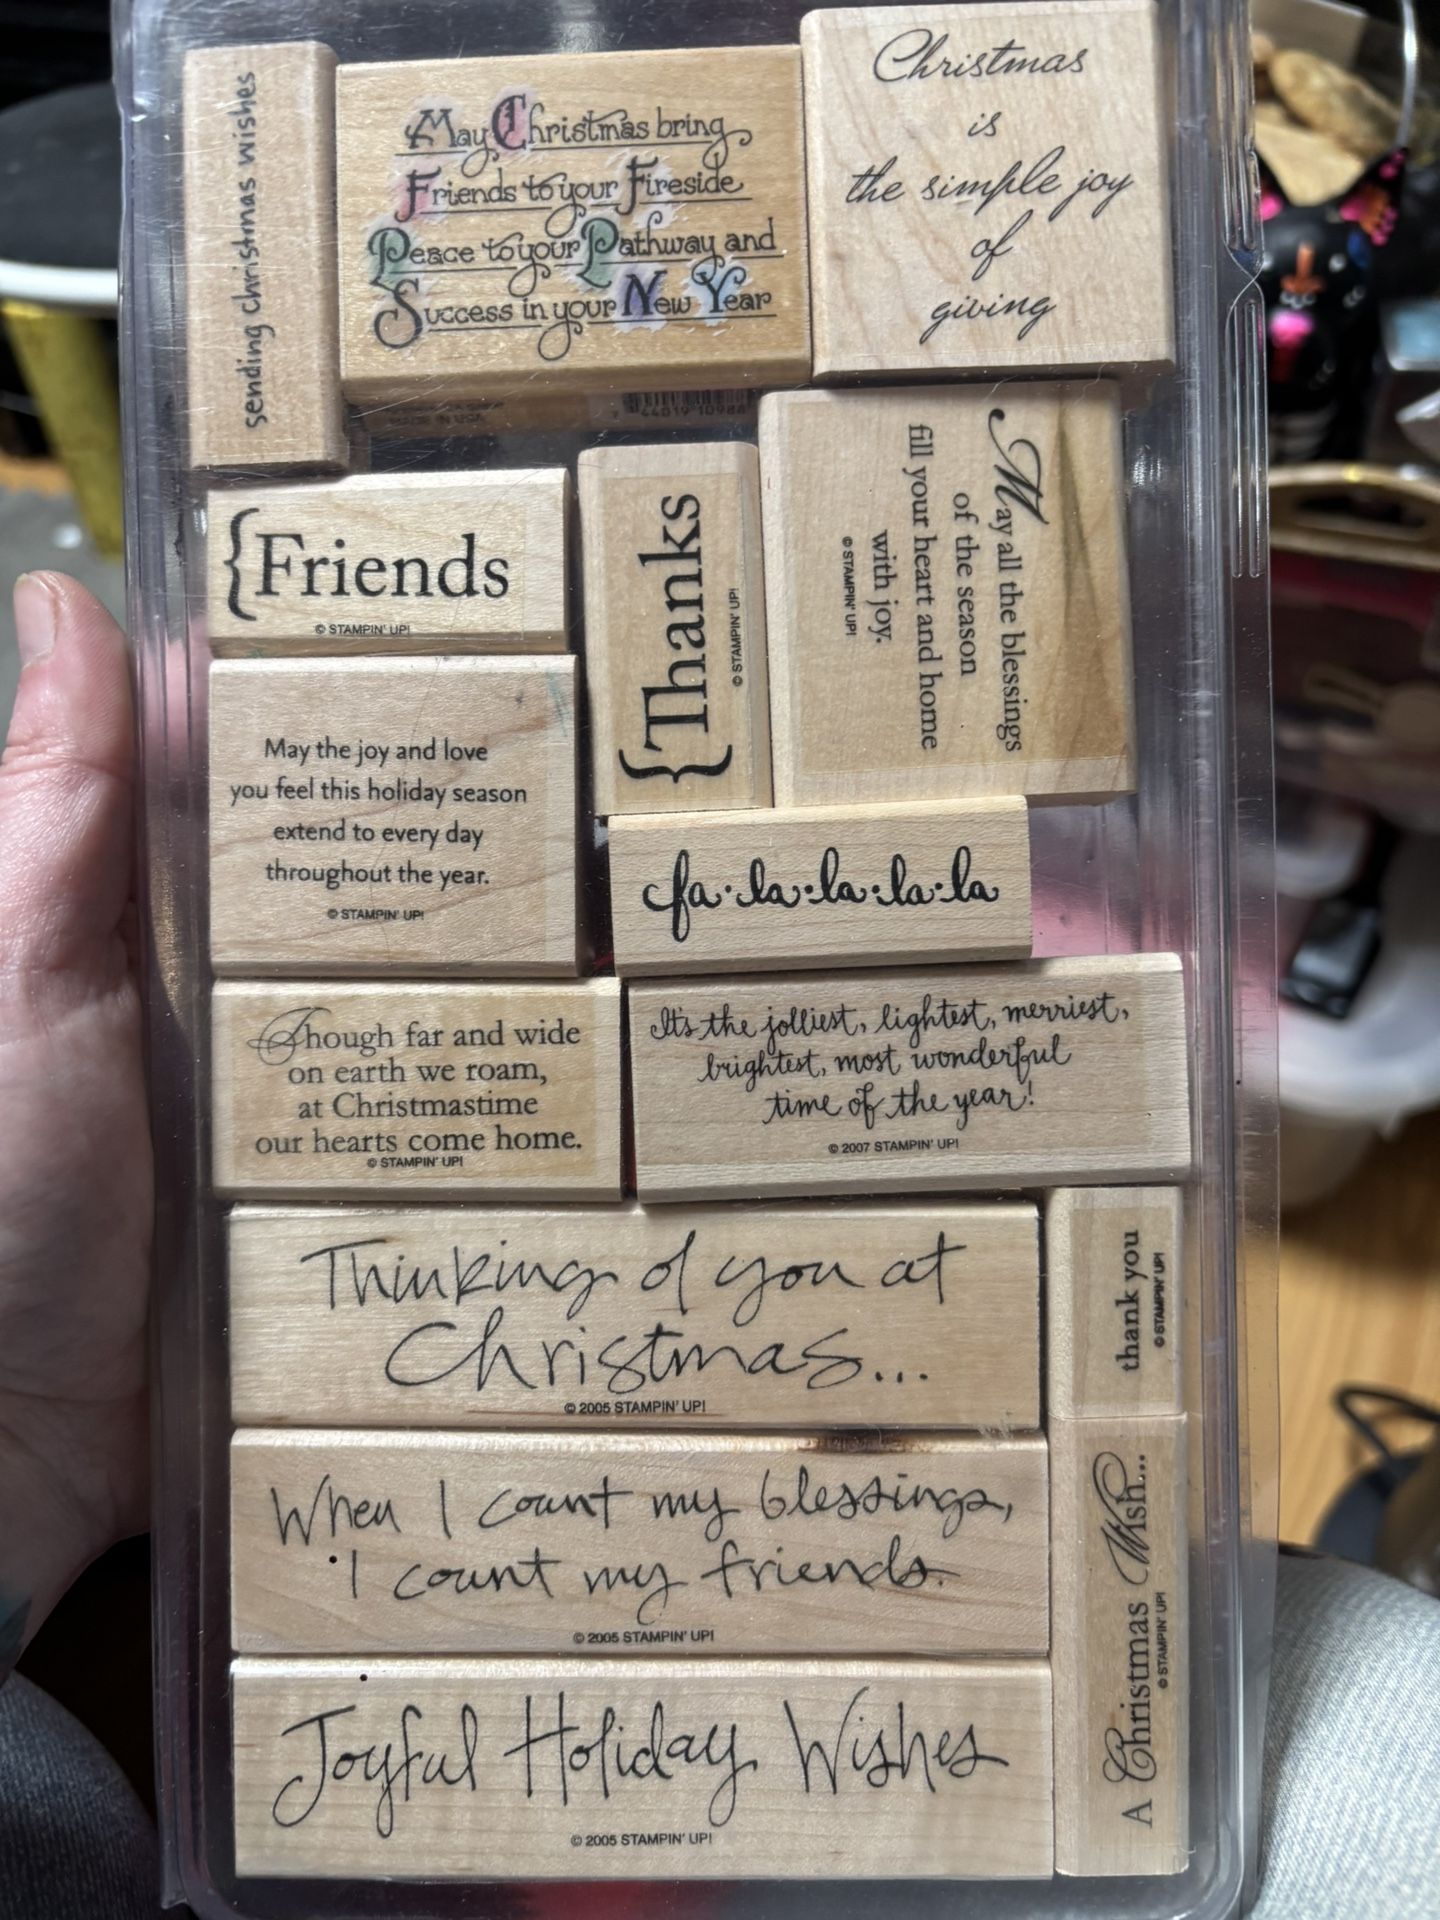 sending christmas wishes
May Christmas bring
Friends to your Fireside
Peace to your Pathway and
Success in your New Year
Christmas
is
the simple joy
of
giving
MADE IN USA
7 44019 10988
{Friends
© STAMPIN' UP!
{Thanks
© STAMPIN' UP!
May all the blessings
of the season
fill your heart and home
with joy.
© STAMPIN' UP!
May the joy and love
you feel this holiday season
extend to every day
throughout the year.
© STAMPIN' UP!
fa·la·la·la·la
Though far and wide
on earth we roam,
at Christmastime
our hearts come home.
© STAMPIN' UP!
It's the jolliest, lightest, merriest,
brightest, most wonderful
time of the year!
© 2007 STAMPIN' UP!
Thinking of you at
Christmas...
© 2005 STAMPIN' UP!
thank you
© STAMPIN' UP!
When I count my blessings,
I count my friends.
© 2005 STAMPIN' UP!
A Christmas Wish...
© STAMPIN' UP!
Joyful Holiday Wishes
© 2005 STAMPIN' UP!